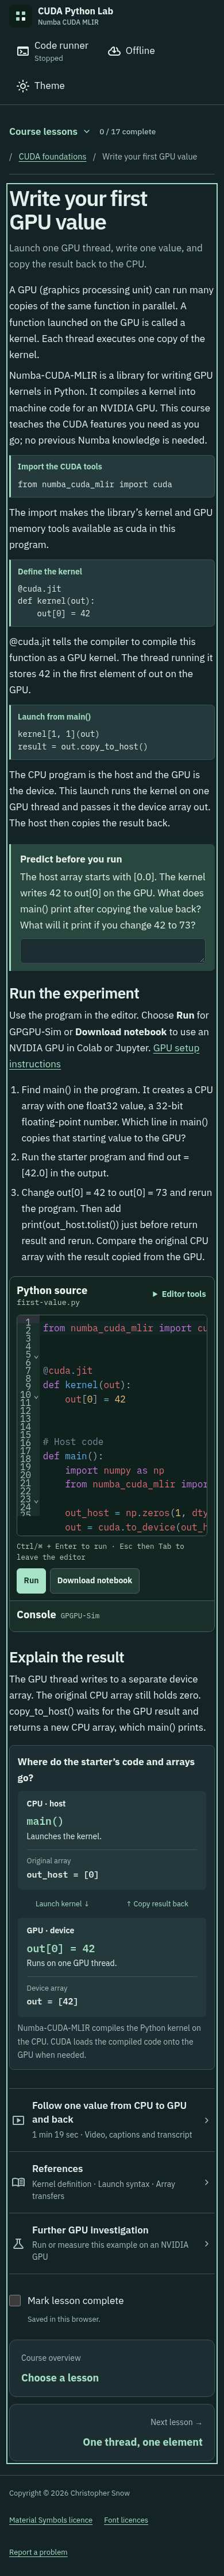 CUDA Python Lab
Numba CUDA MLIR
Code runner
Stopped
Offline
Theme
Course lessons
0 / 17 complete
/ CUDA foundations / Write your first GPU value
Write your first
GPU value
Launch one GPU thread, write one value, and
copy the result back to the CPU.
A GPU (graphics processing unit) can run many
copies of the same function in parallel. A
function launched on the GPU is called a
kernel. Each thread executes one copy of the
kernel.
Numba-CUDA-MLIR is a library for writing GPU
kernels in Python. It compiles a kernel into
machine code for an NVIDIA GPU. This course
teaches the CUDA features you need as you
go; no previous Numba knowledge is needed.
Import the CUDA tools
from numba_cuda_mlir import cuda
The import makes the library's kernel and GPU
memory tools available as cuda in this
program.
Define the kernel
@cuda.jit
def kernel(out):
    out[0] = 42
@cuda.jit tells the compiler to compile this
function as a GPU kernel. The thread running it
stores 42 in the first element of out on the
GPU.
Launch from main()
kernel[1, 1](out)
result = out.copy_to_host()
The CPU program is the host and the GPU is
the device. This launch runs the kernel on one
GPU thread and passes it the device array out.
The host then copies the result back.
Predict before you run
The host array starts with [0.0]. The kernel
writes 42 to out[0] on the GPU. What does
main() print after copying the value back?
What will it print if you change 42 to 73?
Run the experiment
Use the program in the editor. Choose Run for
GPGPU-Sim or Download notebook to use an
NVIDIA GPU in Colab or Jupyter. GPU setup
instructions
1. Find main() in the program. It creates a CPU
array with one float32 value, a 32-bit
floating-point number. Which line in main()
copies that starting value to the GPU?
2. Run the starter program and find out =
[42.0] in the output.
3. Change out[0] = 42 to out[0] = 73 and rerun
the program. Then add
print(out_host.tolist()) just before return
result and rerun. Compare the original CPU
array with the result copied from the GPU.
Python source
first-value.py
Editor tools
1
2
3
4
5
6
7
8
9
10
11
12
13
14
15
16
17
18
19
20
21
22
23
24
25
from numba_cuda_mlir import cu
@cuda.jit
def kernel(out):
    out[0] = 42
# Host code
def main():
    import numpy as np
    from numba_cuda_mlir impor
    out_host = np.zeros(1, dty
    out = cuda.to_device(out_h
Ctrl/⌘ + Enter to run · Esc then Tab to
leave the editor
Run
Download notebook
Console GPGPU-Sim
Explain the result
The GPU thread writes to a separate device
array. The original CPU array still holds zero.
copy_to_host() waits for the GPU result and
returns a new CPU array, which main() prints.
Where do the starter's code and arrays
go?
CPU · host
main()
Launches the kernel.
Original array
out_host = [0]
Launch kernel ↓
↑ Copy result back
GPU · device
out[0] = 42
Runs on one GPU thread.
Device array
out = [42]
Numba-CUDA-MLIR compiles the Python kernel on
the CPU. CUDA loads the compiled code onto the
GPU when needed.
Follow one value from CPU to GPU
and back
1 min 19 sec · Video, captions and transcript
References
Kernel definition · Launch syntax · Array
transfers
Further GPU investigation
Run or measure this example on an NVIDIA
GPU
Mark lesson complete
Saved in this browser.
Course overview
Choose a lesson
Next lesson →
One thread, one element
Copyright © 2026 Christopher Snow
Material Symbols licence
Font licences
Report a problem